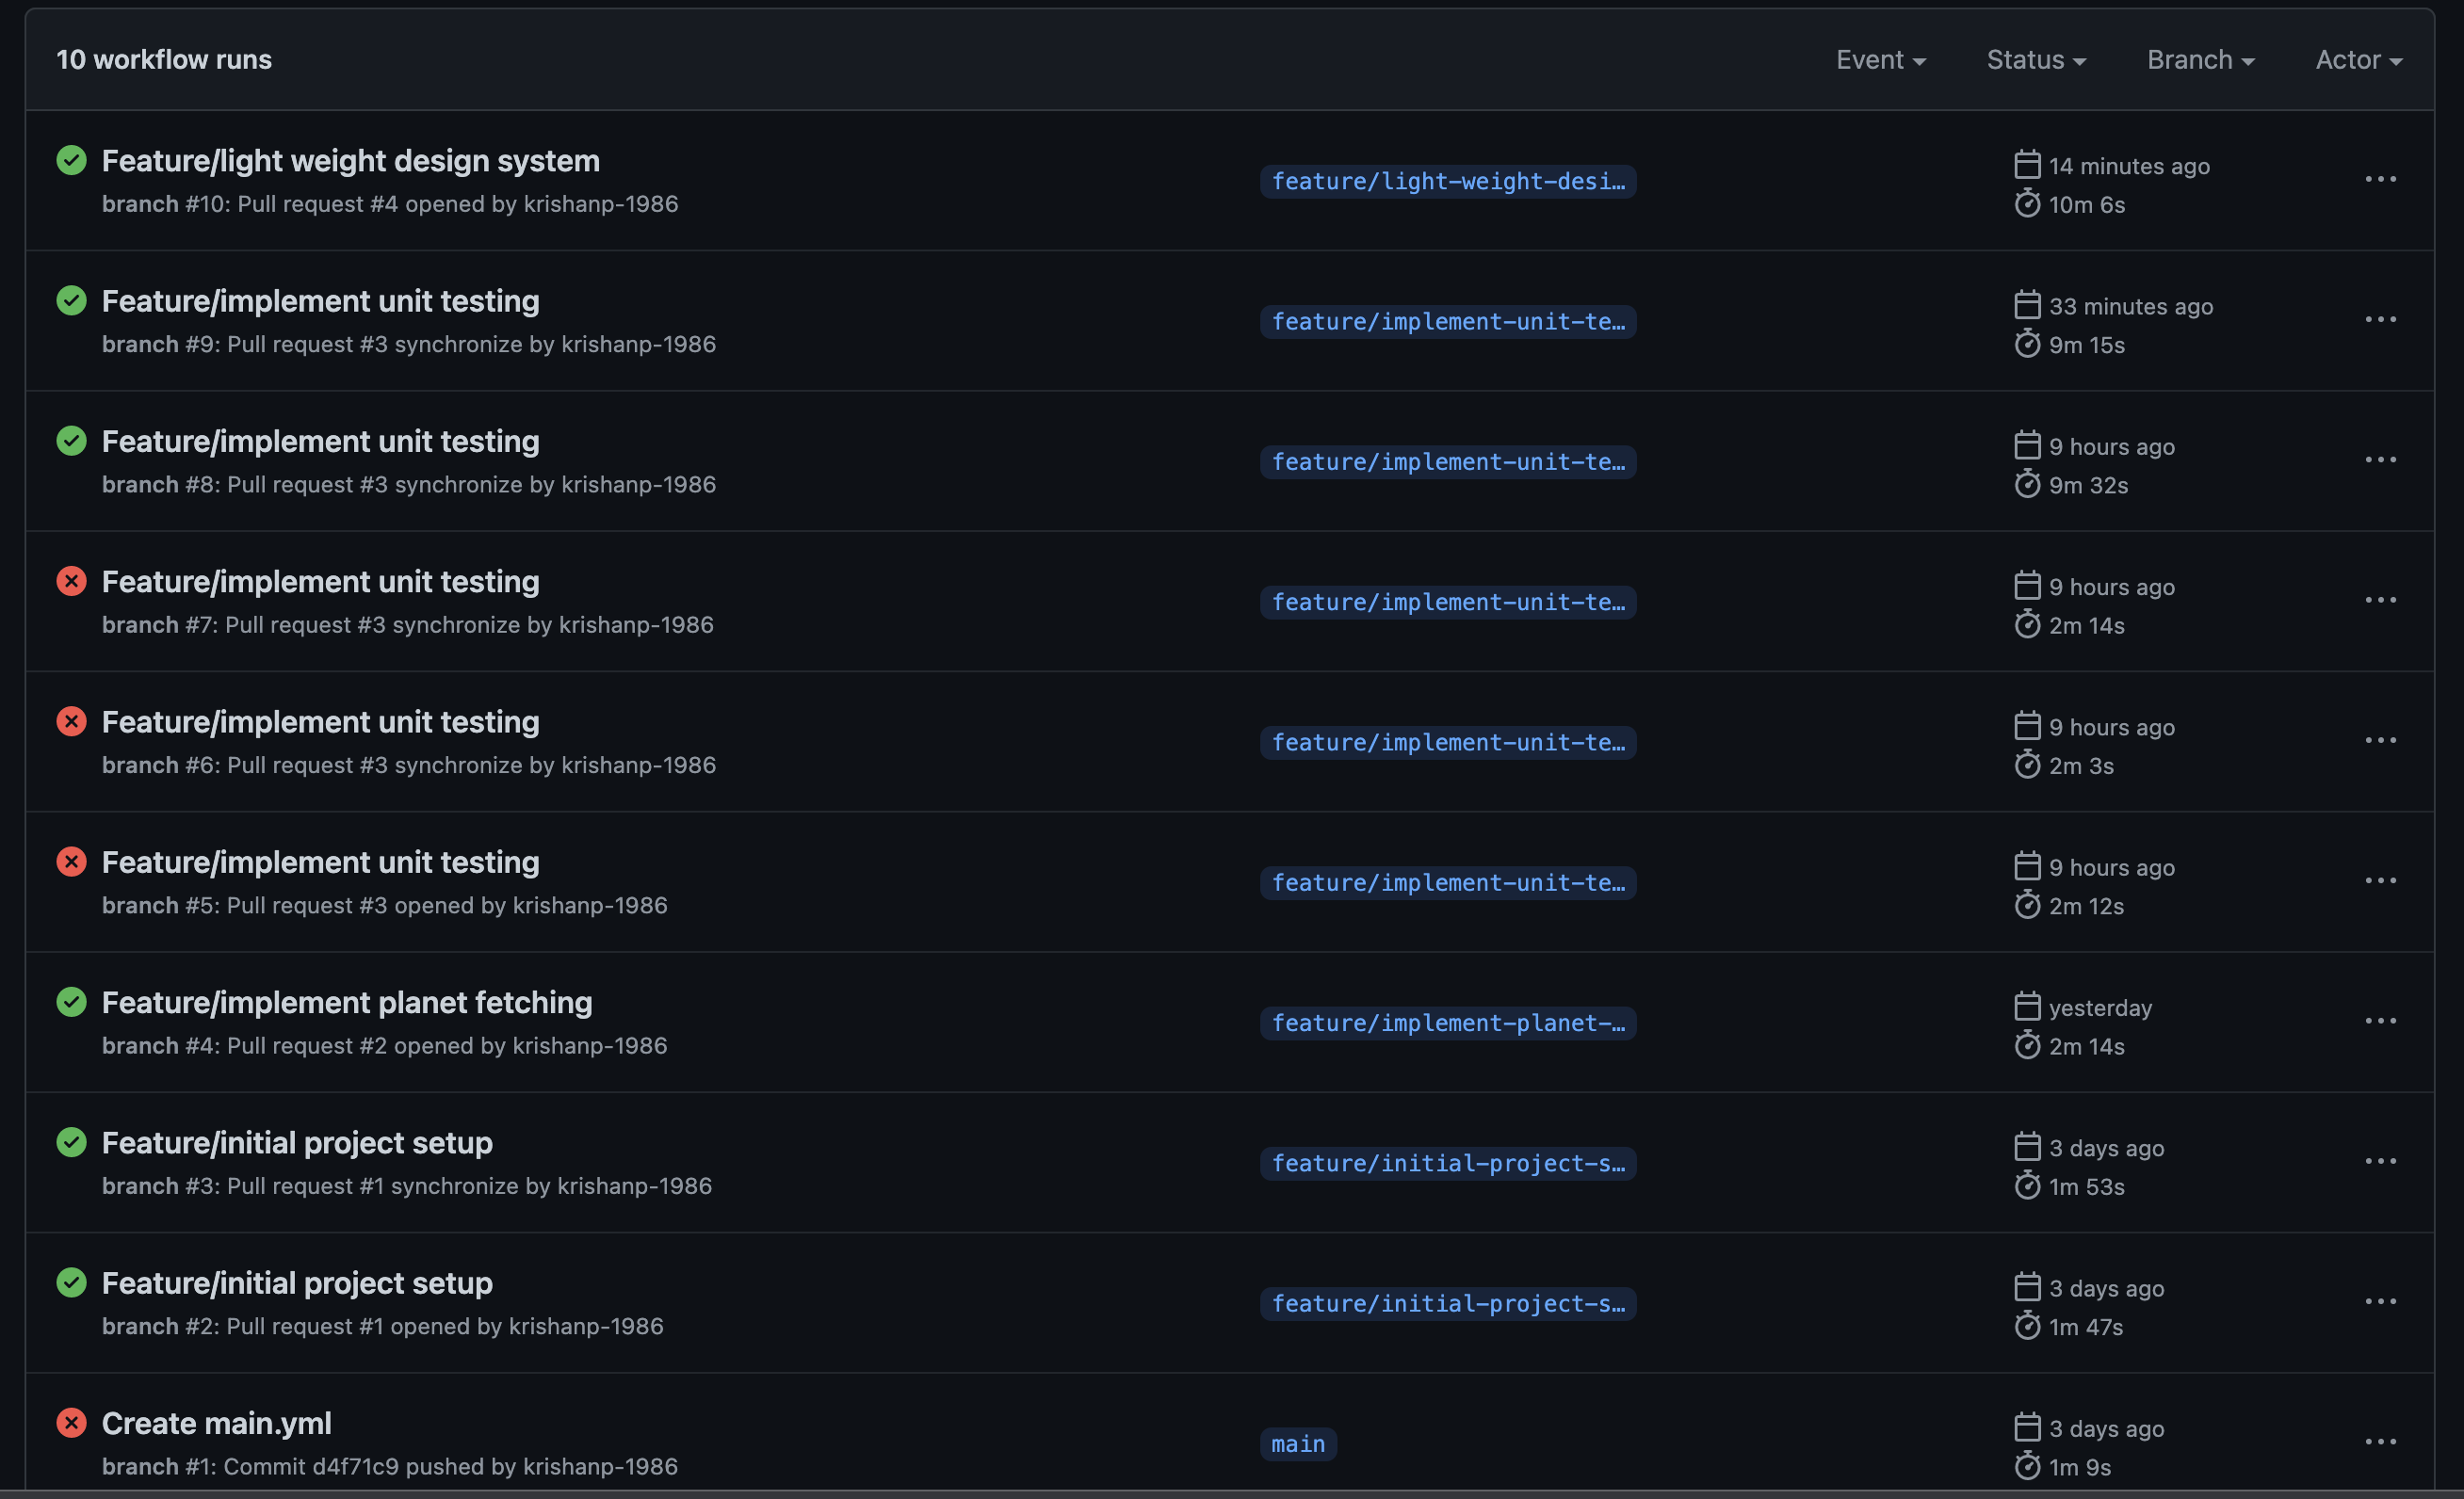 10 workflow runs
Event Status Branch Actor
Feature/light weight design system
branch #10: Pull request #4 opened by krishanp-1986
feature/light-weight-desi…
14 minutes ago
10m 6s
Feature/implement unit testing
branch #9: Pull request #3 synchronize by krishanp-1986
feature/implement-unit-te…
33 minutes ago
9m 15s
Feature/implement unit testing
branch #8: Pull request #3 synchronize by krishanp-1986
feature/implement-unit-te…
9 hours ago
9m 32s
Feature/implement unit testing
branch #7: Pull request #3 synchronize by krishanp-1986
feature/implement-unit-te…
9 hours ago
2m 14s
Feature/implement unit testing
branch #6: Pull request #3 synchronize by krishanp-1986
feature/implement-unit-te…
9 hours ago
2m 3s
Feature/implement unit testing
branch #5: Pull request #3 opened by krishanp-1986
feature/implement-unit-te…
9 hours ago
2m 12s
Feature/implement planet fetching
branch #4: Pull request #2 opened by krishanp-1986
feature/implement-planet-…
yesterday
2m 14s
Feature/initial project setup
branch #3: Pull request #1 synchronize by krishanp-1986
feature/initial-project-s…
3 days ago
1m 53s
Feature/initial project setup
branch #2: Pull request #1 opened by krishanp-1986
feature/initial-project-s…
3 days ago
1m 47s
Create main.yml
branch #1: Commit d4f71c9 pushed by krishanp-1986
main
3 days ago
1m 9s